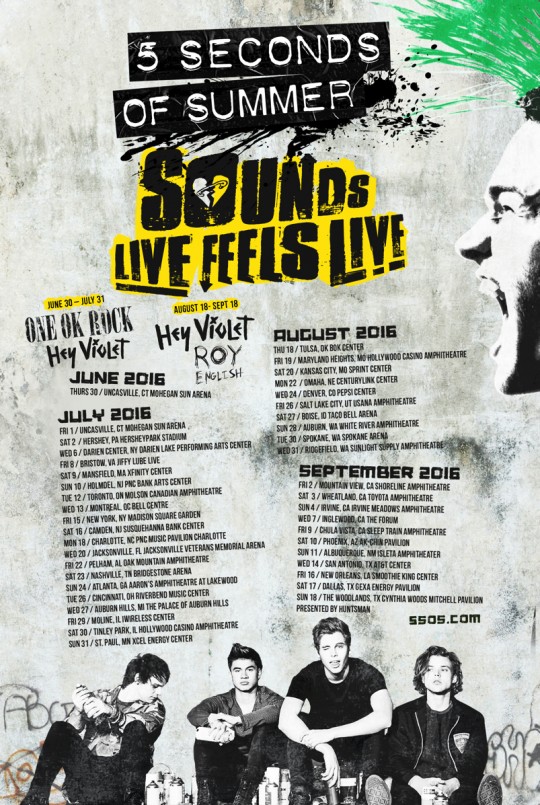 5 SECONDS
OF SUMMER
SOUNDS
LIVE FEELS LIVE
JUNE 30 – JULY 31
ONE OK ROCK
HEY VIOLET
AUGUST 18- SEPT 18
HEY VIOLET
ROY
ENGLISH
JUNE 2016
THURS 30 / UNCASVILLE, CT MOHEGAN SUN ARENA
JULY 2016
FRI 1 / UNCASVILLE, CT MOHEGAN SUN ARENA
SAT 2 / HERSHEY, PA HERSHEYPARK STADIUM
WED 6 / DARIEN CENTER, NY DARIEN LAKE PERFORMING ARTS CENTER
FRI 8 / BRISTOW, VA JIFFY LUBE LIVE
SAT 9 / MANSFIELD, MA XFINITY CENTER
SUN 10 / HOLMDEL, NJ PNC BANK ARTS CENTER
TUE 12 / TORONTO, ON MOLSON CANADIAN AMPHITHEATRE
WED 13 / MONTREAL, QC BELL CENTRE
FRI 15 / NEW YORK, NY MADISON SQUARE GARDEN
SAT 16 / CAMDEN, NJ SUSQUEHANNA BANK CENTER
MON 18 / CHARLOTTE, NC PNC MUSIC PAVILION CHARLOTTE
WED 20 / JACKSONVILLE, FL JACKSONVILLE VETERANS MEMORIAL ARENA
FRI 22 / PELHAM, AL OAK MOUNTAIN AMPHITHEATRE
SAT 23 / NASHVILLE, TN BRIDGESTONE ARENA
SUN 24 / ATLANTA, GA AARON'S AMPHITHEATRE AT LAKEWOOD
TUE 26 / CINCINNATI, OH RIVERBEND MUSIC CENTER
WED 27 / AUBURN HILLS, MI THE PALACE OF AUBURN HILLS
FRI 29 / MOLINE, IL IWIRELESS CENTER
SAT 30 / TINLEY PARK, IL HOLLYWOOD CASINO AMPHITHEATRE
SUN 31 / ST. PAUL, MN XCEL ENERGY CENTER
AUGUST 2016
THU 18 / TULSA, OK BOK CENTER
FRI 19 / MARYLAND HEIGHTS, MO HOLLYWOOD CASINO AMPHITHEATRE
SAT 20 / KANSAS CITY, MO SPRINT CENTER
MON 22 / OMAHA, NE CENTURYLINK CENTER
WED 24 / DENVER, CO PEPSI CENTER
FRI 26 / SALT LAKE CITY, UT USANA AMPHITHEATRE
SAT 27 / BOISE, ID TACO BELL ARENA
SUN 28 / AUBURN, WA WHITE RIVER AMPHITHEATRE
TUE 30 / SPOKANE, WA SPOKANE ARENA
WED 31 / RIDGEFIELD, WA SUNLIGHT SUPPLY AMPHITHEATRE
SEPTEMBER 2016
FRI 2 / MOUNTAIN VIEW, CA SHORELINE AMPHITHEATRE
SAT 3 / WHEATLAND, CA TOYOTA AMPHITHEATRE
SUN 4 / IRVINE, CA IRVINE MEADOWS AMPHITHEATRE
WED 7 / INGLEWOOD, CA THE FORUM
FRI 9 / CHULA VISTA, CA SLEEP TRAIN AMPHITHEATRE
SAT 10 / PHOENIX, AZ AK-CHIN PAVILION
SUN 11 / ALBUQUERQUE, NM ISLETA AMPHITHEATER
WED 14 / SAN ANTONIO, TX AT&T CENTER
FRI 16 / NEW ORLEANS, LA SMOOTHIE KING CENTER
SAT 17 / DALLAS, TX GEXA ENERGY PAVILION
SUN 18 / THE WOODLANDS, TX CYNTHIA WOODS MITCHELL PAVILION
PRESENTED BY HUNTSMAN
5SOS.COM